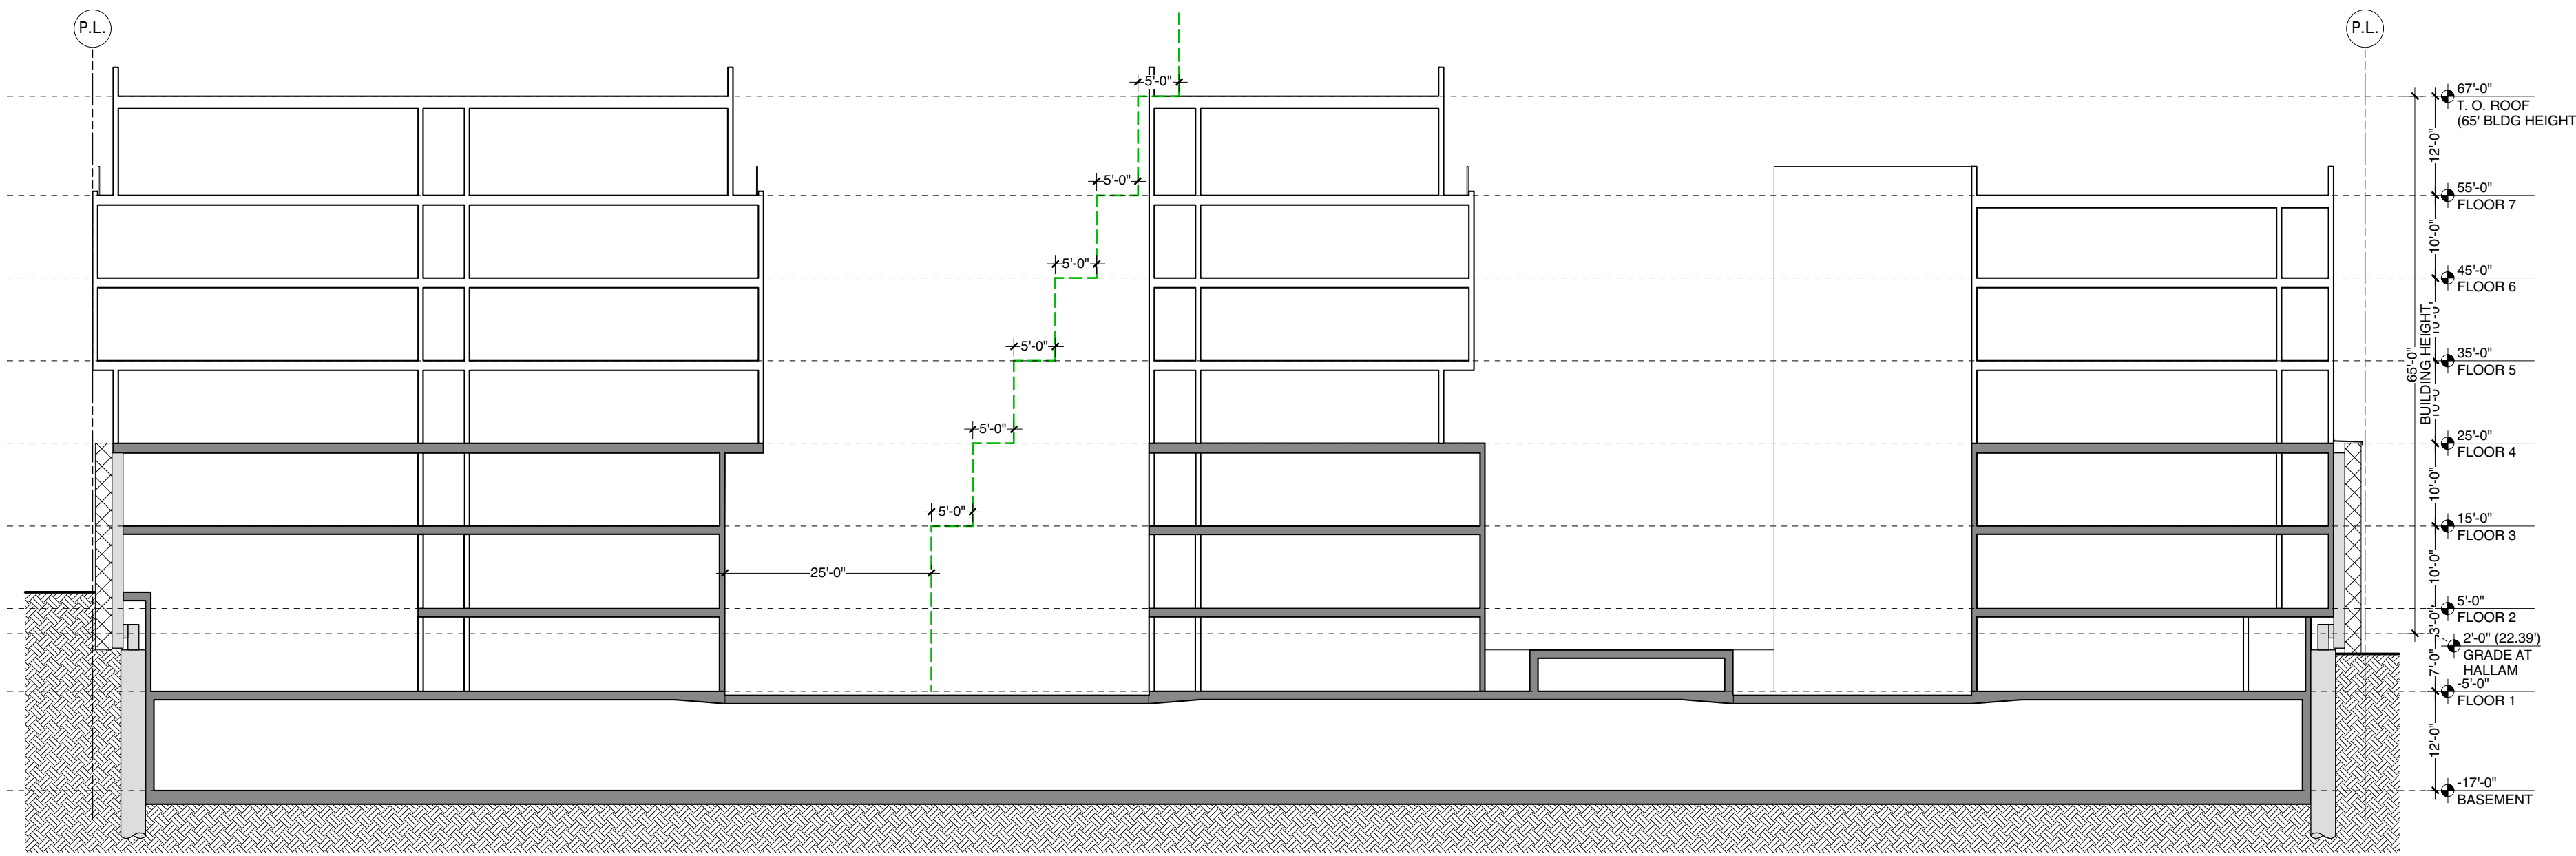 P.L.
P.L.
5'-0"
5'-0"
5'-0"
5'-0"
5'-0"
5'-0"
25'-0"
67'-0"
T. O. ROOF
(65' BLDG HEIGHT
12'-0"
55'-0"
FLOOR 7
10'-0"
45'-0"
FLOOR 6
10'-0"
35'-0"
FLOOR 5
65'-0"
BUILDING HEIGHT
10'-0"
25'-0"
FLOOR 4
10'-0"
15'-0"
FLOOR 3
10'-0"
5'-0"
FLOOR 2
3'-0"
2'-0" (22.39')
GRADE AT
HALLAM
7'-0"
-5'-0"
FLOOR 1
12'-0"
-17'-0"
BASEMENT